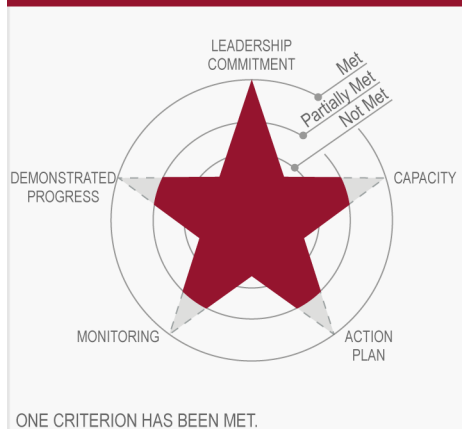 LEADERSHIP
COMMITMENT
Met
Partially Met
Not Met
DEMONSTRATED
PROGRESS
CAPACITY
MONITORING
ACTION
PLAN
ONE CRITERION HAS BEEN MET.